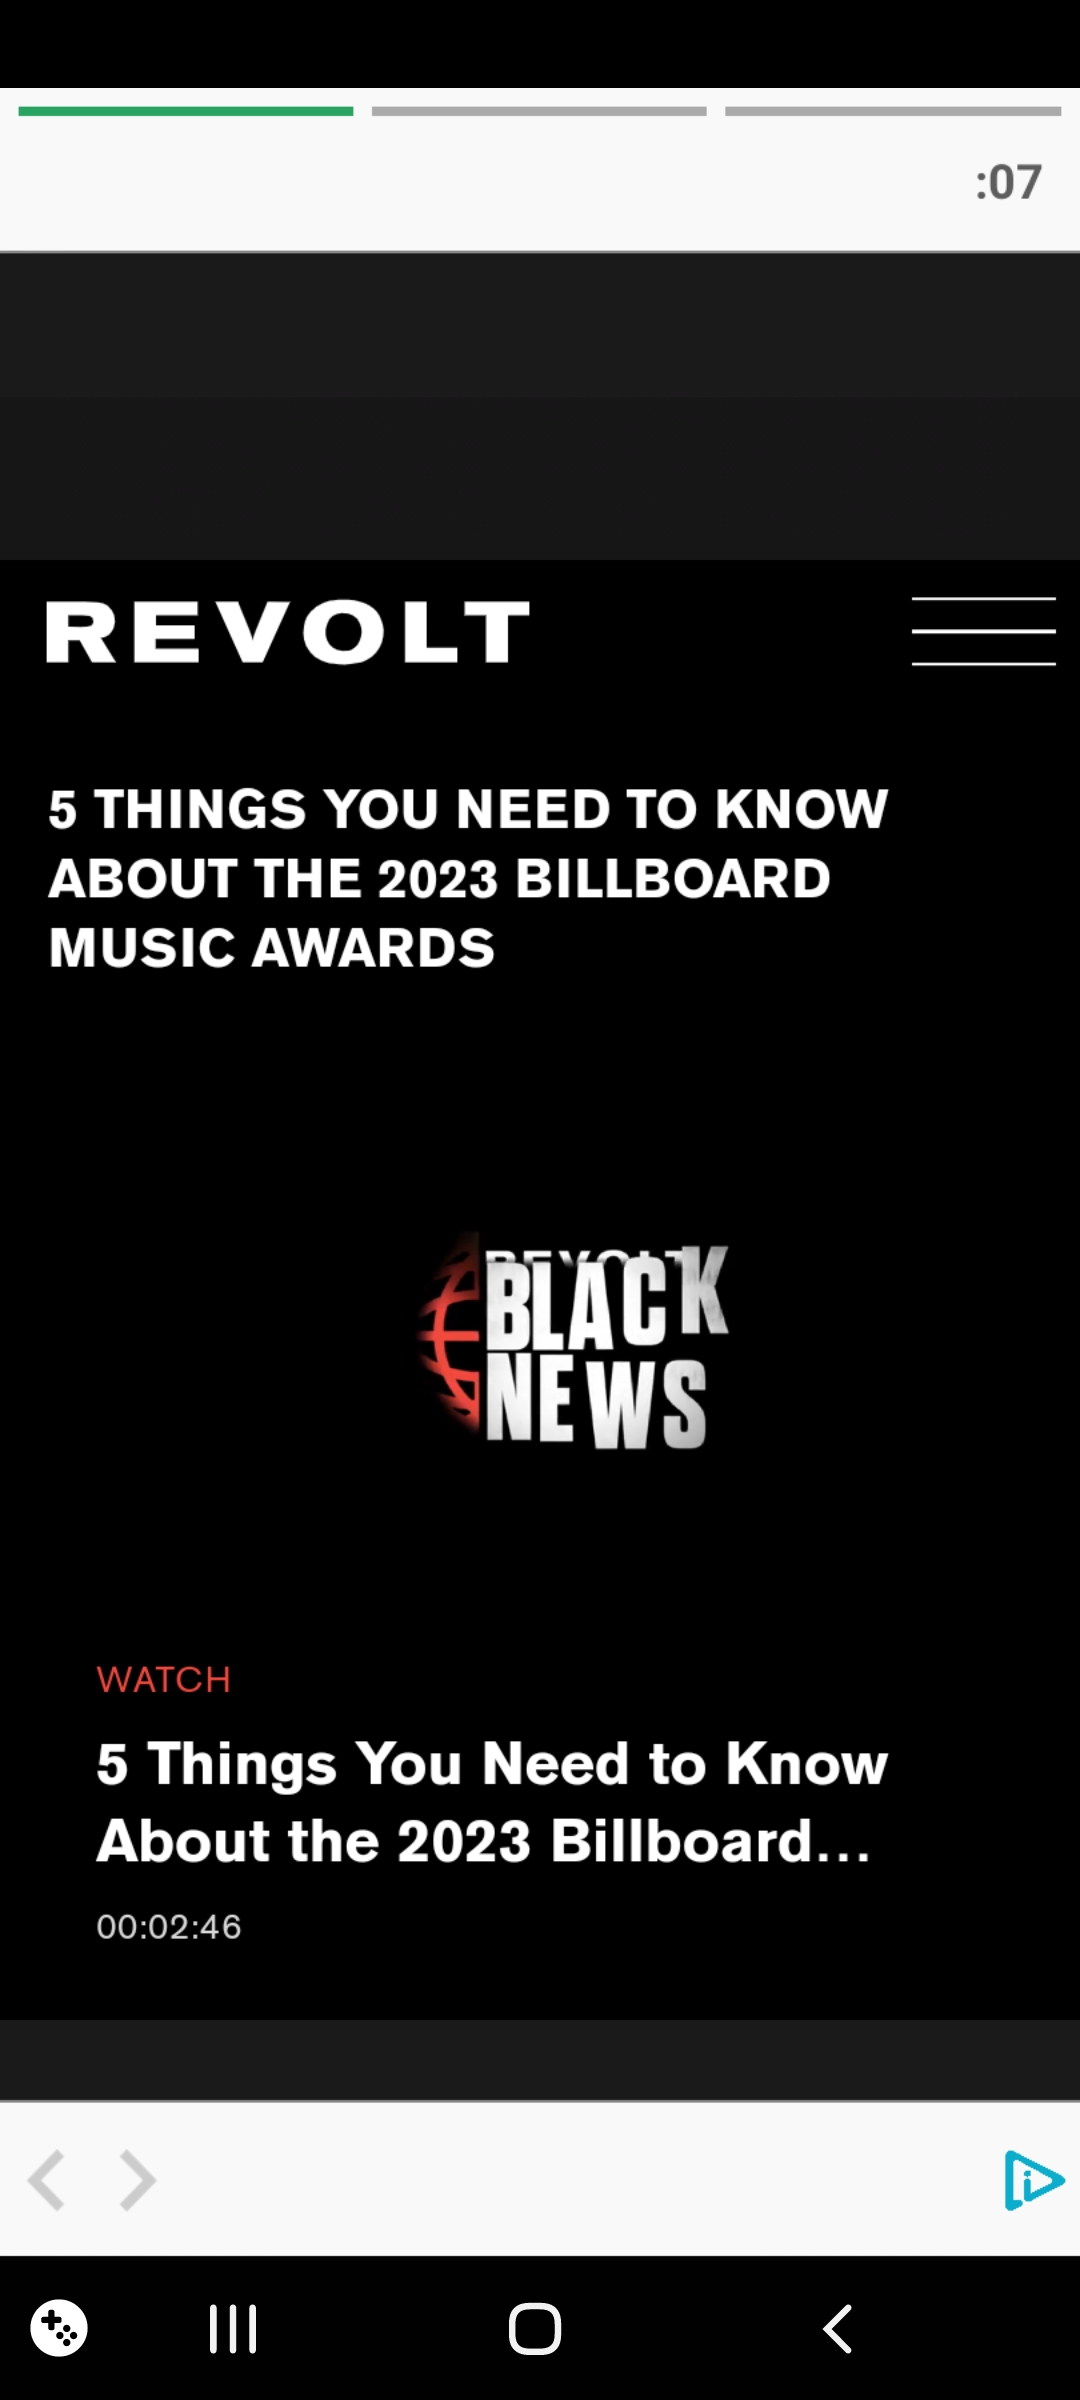 :07
REVOLT
5 THINGS YOU NEED TO KNOW
ABOUT THE 2023 BILLBOARD
MUSIC AWARDS
REVOLT
BLACK
NEWS
WATCH
5 Things You Need to Know
About the 2023 Billboard...
00:02:46